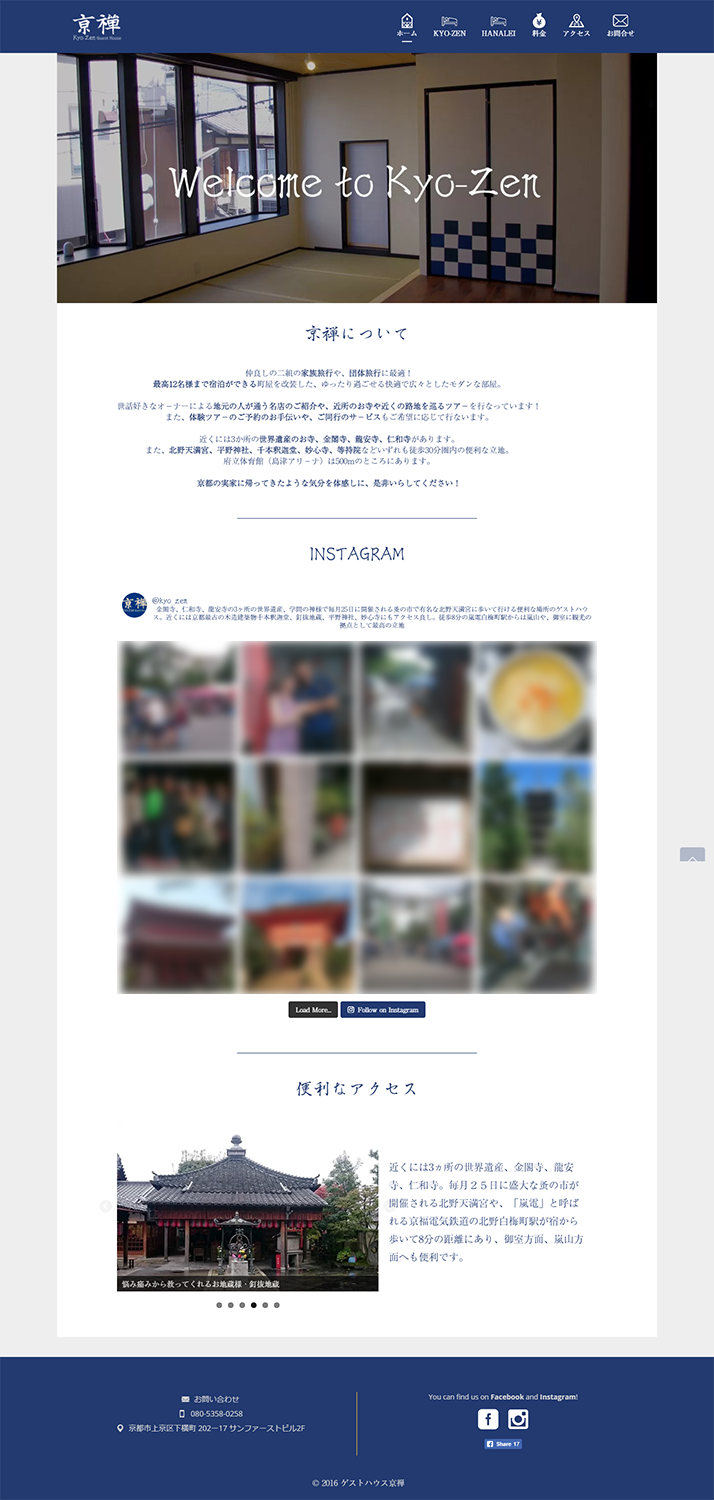 京禅
Kyo-Zen Guest House
ホーム
KYO-ZEN
HANALEI
料金
アクセス
お問合せ
Welcome to Kyo-Zen
京禅について
仲良しの二組の家族旅行や、団体旅行に最適！
最高12名様まで宿泊ができる町屋を改装した、ゆったり過ごせる快適で広々としたモダンな部屋。
世話好きなオーナーによる地元の人が通う名店のご紹介や、近所のお寺や近くの路地を巡るツアーを行なっています！
また、体験ツアーのご予約のお手伝いや、ご同行のサービスもご希望に応じて行ないます。
近くには3か所の世界遺産のお寺、金閣寺、龍安寺、仁和寺があります。
また、北野天満宮、平野神社、千本釈迦堂、妙心寺、等持院などいずれも徒歩30分圏内の便利な立地。
府立体育館（島津アリーナ）は500mのところにあります。
京都の実家に帰ってきたような気分を体感しに、是非いらしてください！
INSTAGRAM
京禅
@kyo_zen
金閣寺、仁和寺、龍安寺の3ヶ所の世界遺産、学問の神様で毎月25日に開催される蚤の市で有名な北野天満宮に歩いて行ける便利な場所のゲストハウ
ス。近くには京都最古の木造建築物千本釈迦堂、釘抜地蔵、平野神社、妙心寺にもアクセス良し。徒歩8分の嵐電白梅町駅からは嵐山や、御室に観光の
拠点として最高の立地
Load More...
Follow on Instagram
便利なアクセス
近くには3ヵ所の世界遺産、金閣寺、龍安
寺、仁和寺。毎月２５日に盛大な蚤の市が
開催される北野天満宮や、「嵐電」と呼ば
れる京福電気鉄道の北野白梅町駅が宿から
歩いて8分の距離にあり、御室方面、嵐山方
面へも便利です。
悩み痛みから救ってくれるお地蔵様・釘抜地蔵
お問い合わせ
080-5358-0258
京都市上京区下横町 202ー17 サンファーストビル2F
You can find us on Facebook and Instagram!
Share 17
© 2016 ゲストハウス京禅